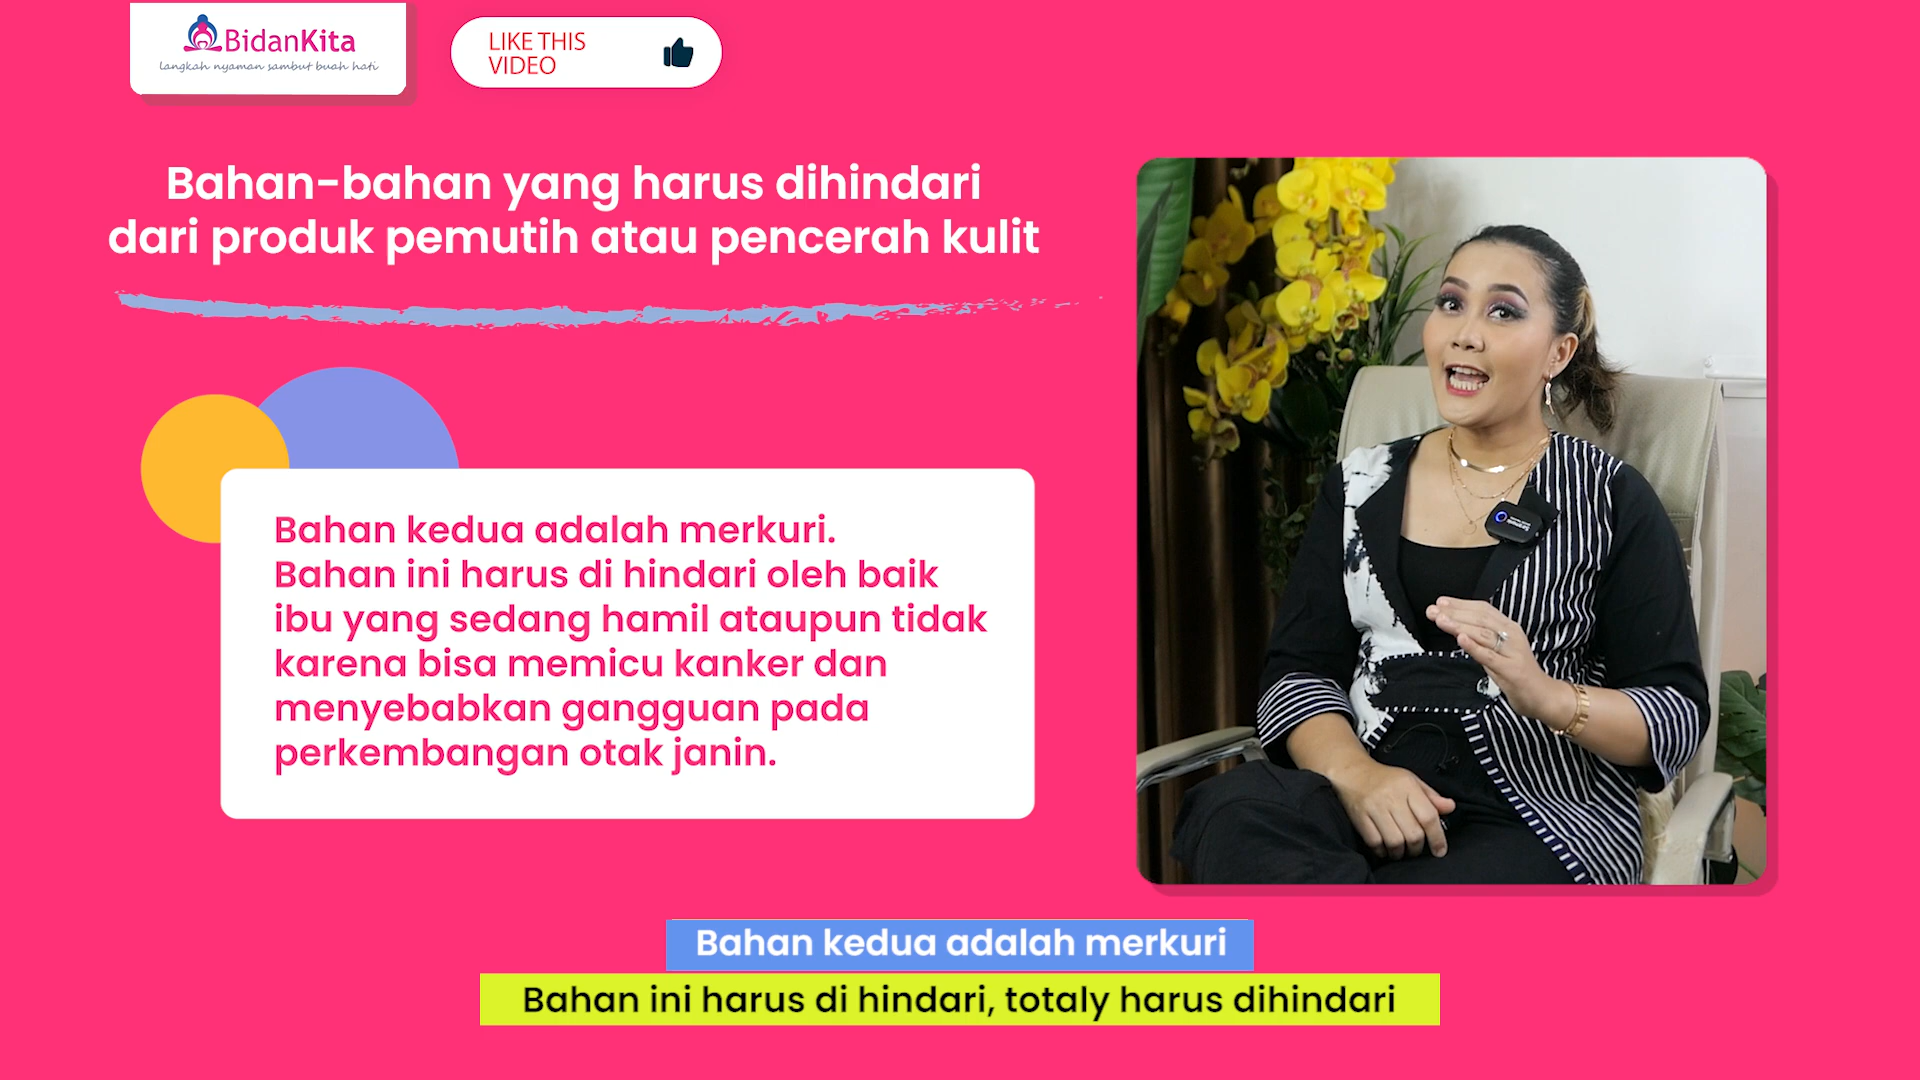 BidanKita
langkah nyaman sambut buah hati
LIKE THIS
VIDEO
Bahan-bahan yang harus dihindari
dari produk pemutih atau pencerah kulit
Bahan kedua adalah merkuri.
Bahan ini harus di hindari oleh baik
ibu yang sedang hamil ataupun tidak
karena bisa memicu kanker dan
menyebabkan gangguan pada
perkembangan otak janin.
Bahan kedua adalah merkuri
Bahan ini harus di hindari, totaly harus dihindari